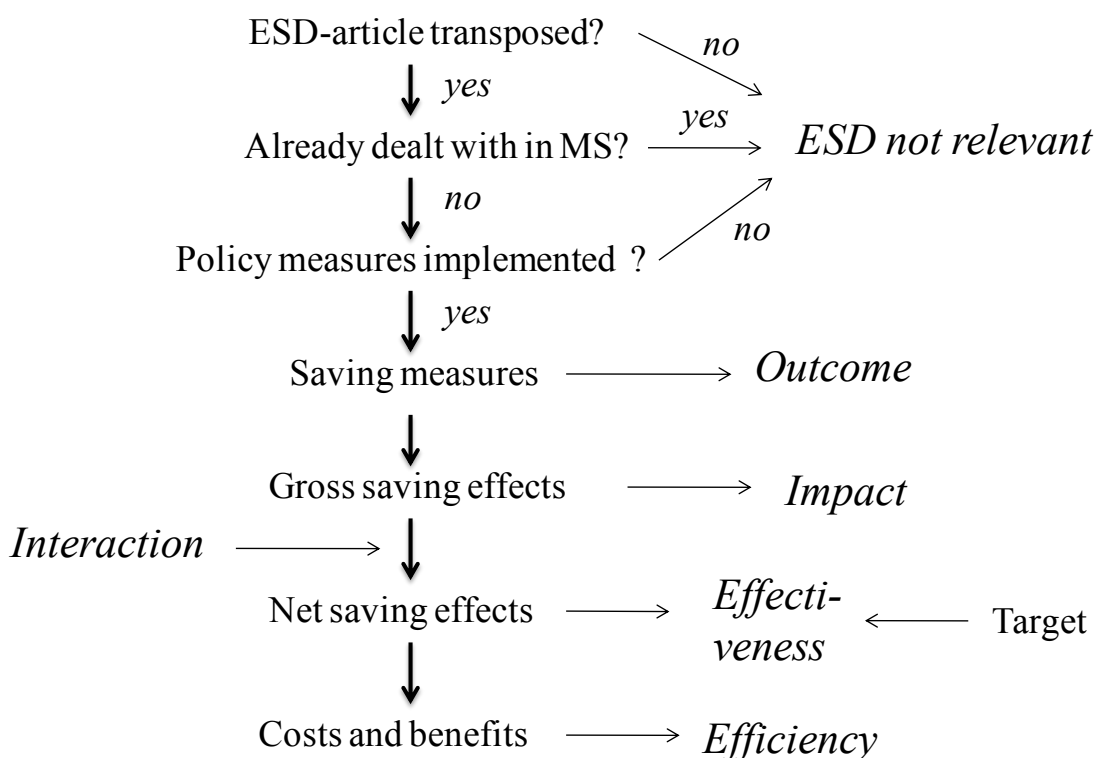 ESD-article transposed?
no
yes
Already dealt with in MS?
yes
ESD not relevant
no
no
Policy measures implemented ?
yes
Saving measures
Outcome
Gross saving effects
Impact
Interaction
Net saving effects
Effecti-
veness
Target
Costs and benefits
Efficiency